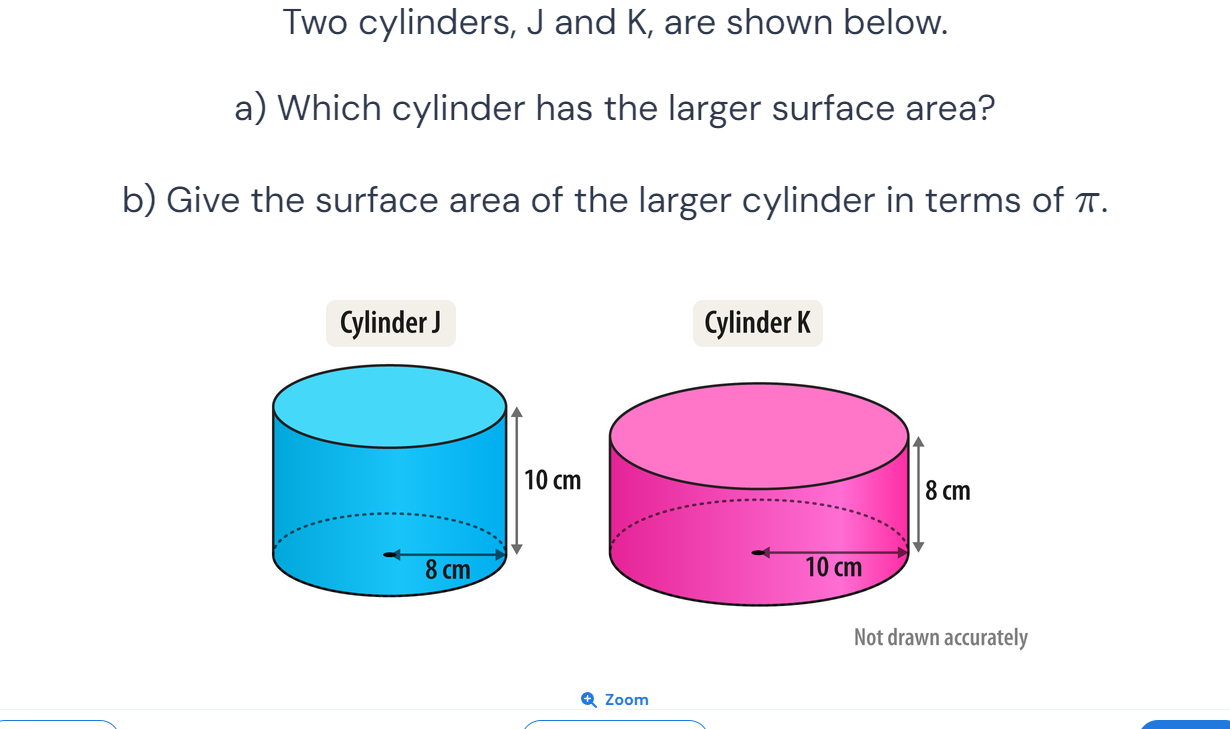 Two cylinders, J and K, are shown below.
a) Which cylinder has the larger surface area?
b) Give the surface area of the larger cylinder in terms of π.
Cylinder J
Cylinder K
10 cm
8 cm
8 cm
10 cm
Not drawn accurately
Zoom